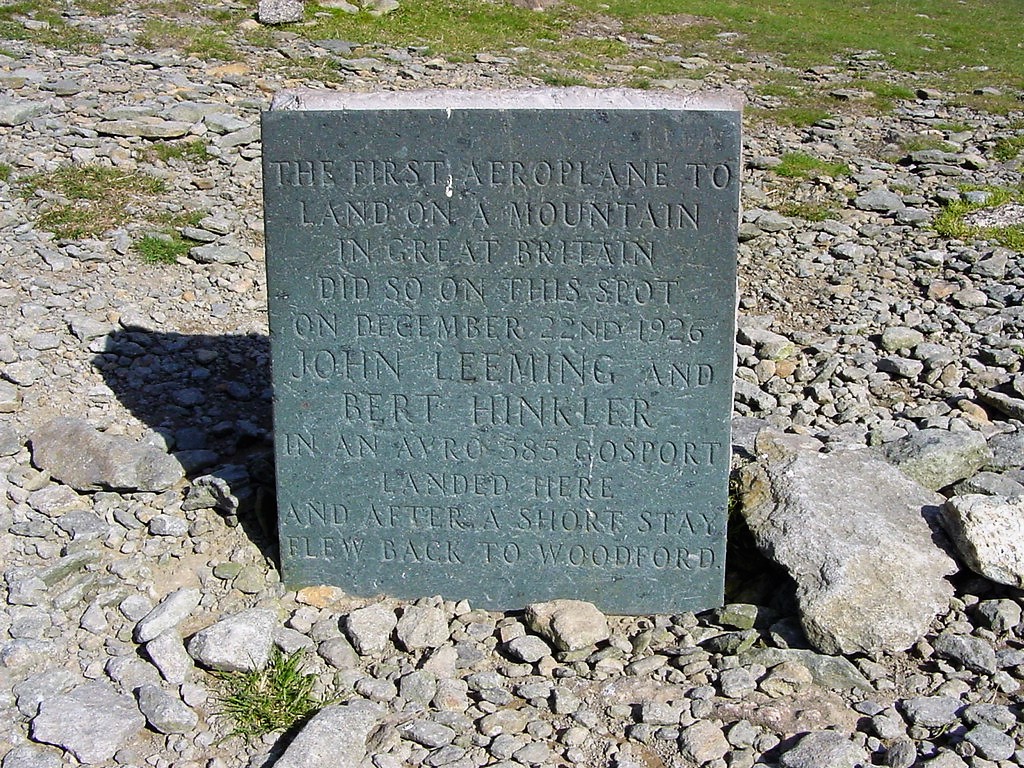 THE FIRST AEROPLANE TO
LAND ON A MOUNTAIN
IN GREAT BRITAIN
DID SO ON THIS SPOT
ON DECEMBER 22ND 1926
JOHN LEEMING AND
BERT HINKLER
IN AN AVRO 585 GOSPORT
LANDED HERE
AND AFTER A SHORT STAY
FLEW BACK TO WOODFORD